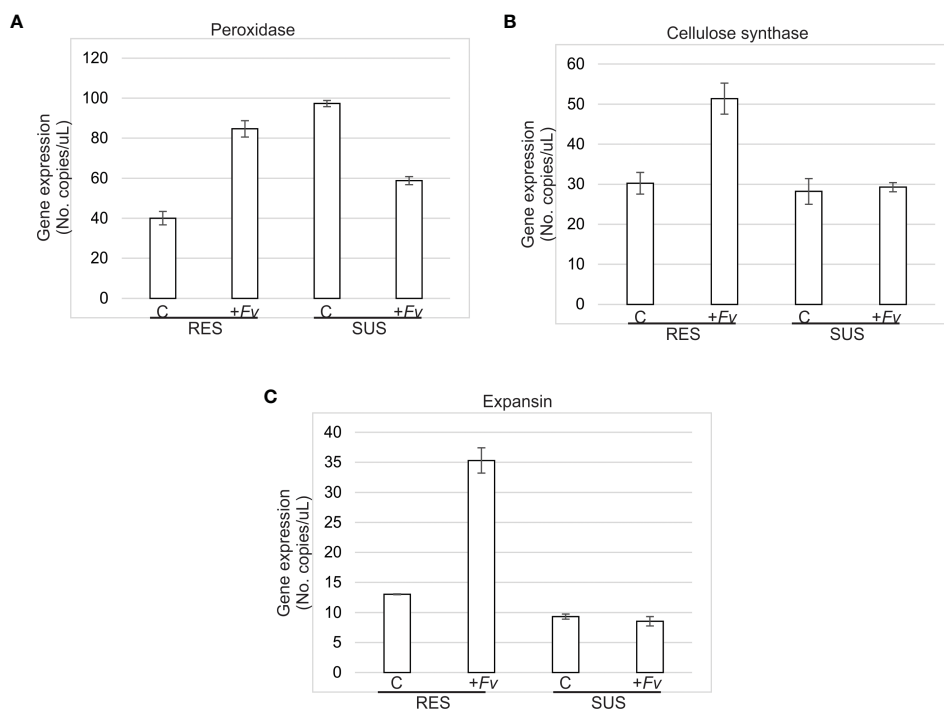 A
Peroxidase
Gene expression
(No. copies/uL)
120
100
80
60
40
20
0
C +Fv C +Fv
RES SUS
B
Cellulose synthase
Gene expression
(No. copies/uL)
60
50
40
30
20
10
0
C +Fv C +Fv
RES SUS
C
Expansin
Gene expression
(No. copies/uL)
40
35
30
25
20
15
10
5
0
C +Fv C +Fv
RES SUS